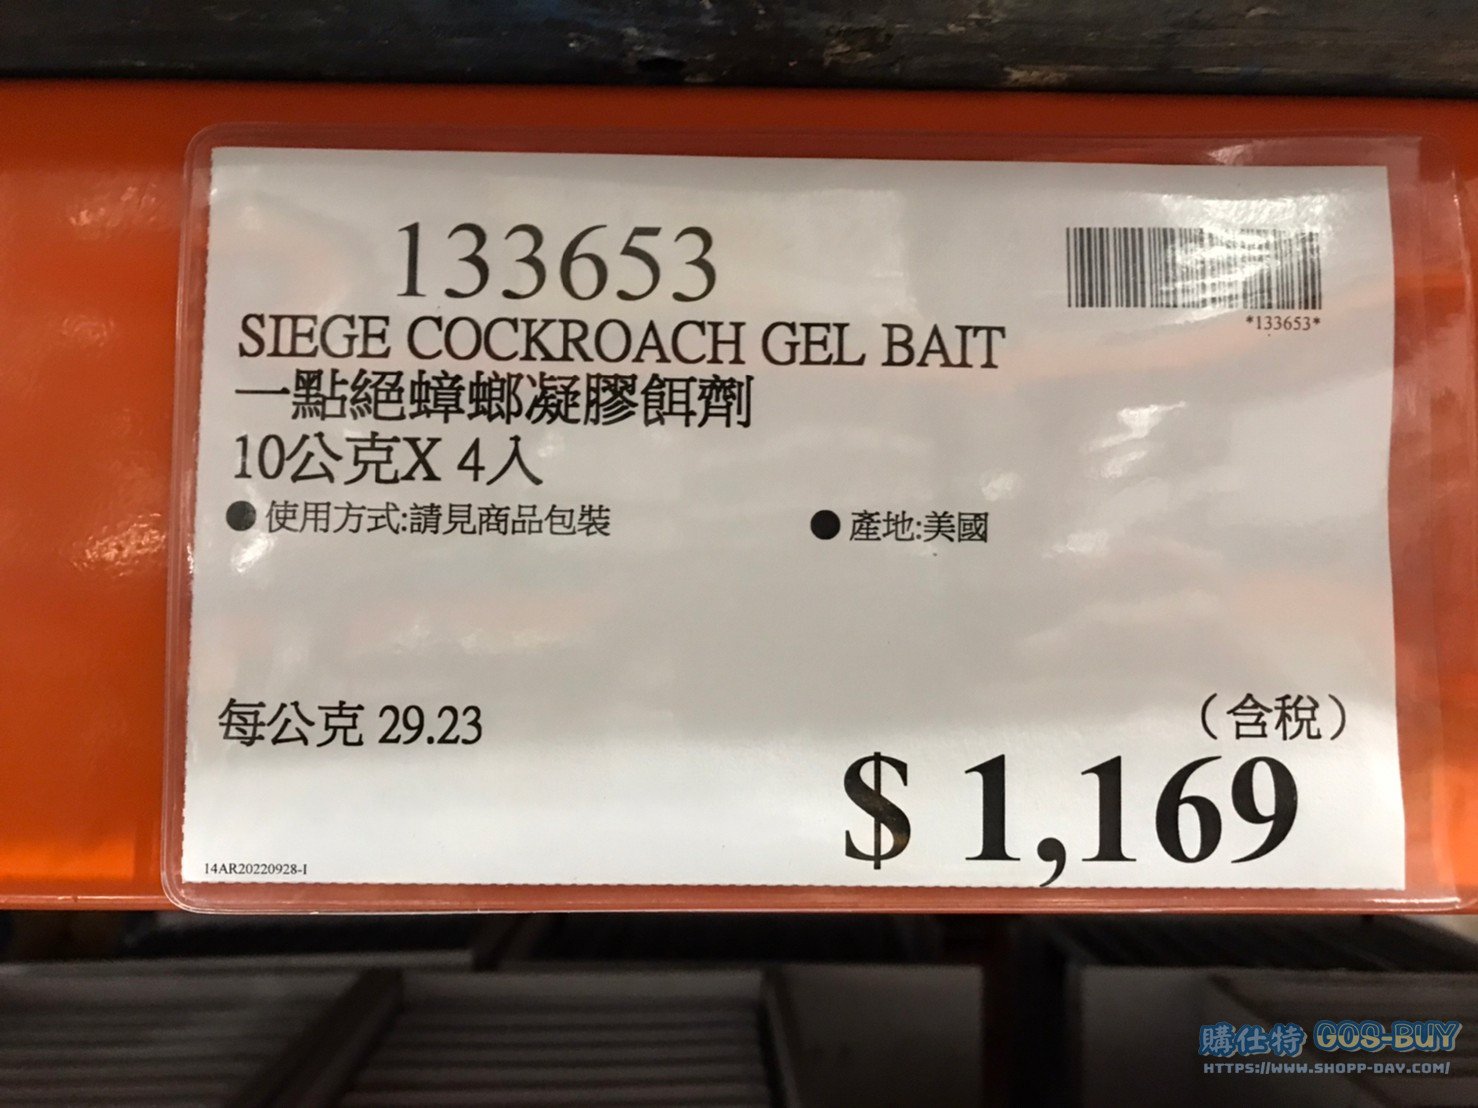 133653
*133653*
SIEGE COCKROACH GEL BAIT
一點絕蟑螂凝膠餌劑
10公克X 4入
●使用方式:請見商品包裝
●產地:美國
每公克 29.23
（含稅）
$ 1,169
14AR20220928-I
購仕特 GOS-BUY
HTTPS://WWW.SHOPP-DAY.COM/